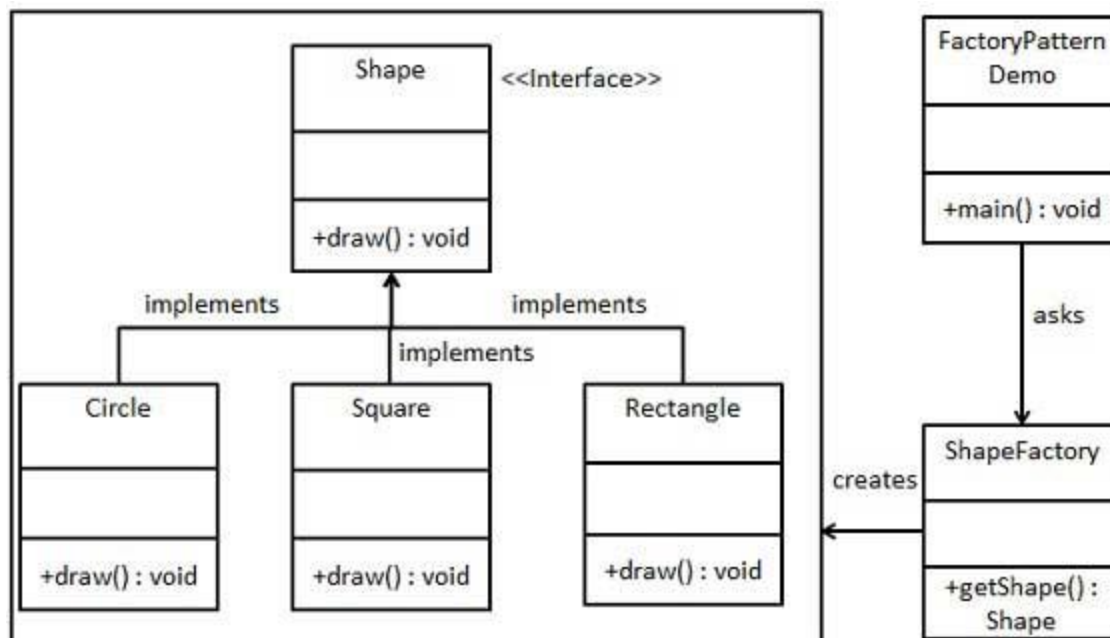 Shape
<<Interface>>
+draw() : void
implements
implements
implements
Circle
+draw() : void
Square
+draw() : void
Rectangle
+draw() : void
FactoryPattern
Demo
+main() : void
asks
creates
ShapeFactory
+getShape() :
Shape